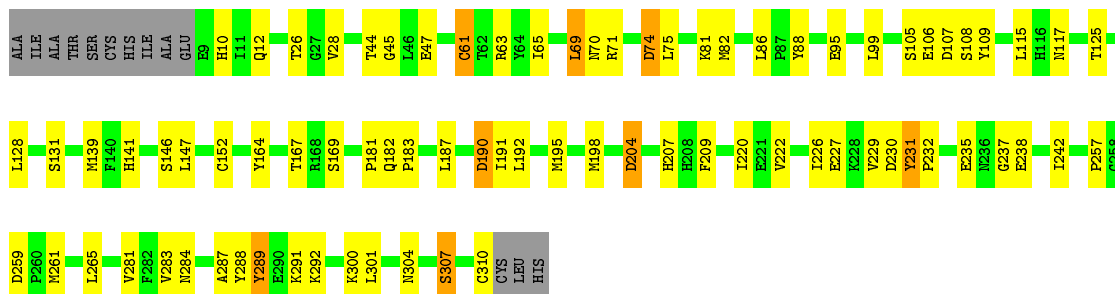 ALA ILE ALA THR SER CYS HIS ILE ALA GLU E9 H10 I11 Q12 T26 G27 V28 T44 G45 L46 E47 C61 T62 R63 Y64 I65 L69 N70 R71 D74 L75 K81 M82 L86 P87 Y88 E95 L99 S105 E106 D107 S108 Y109 L115 H116 N117 T125
L128 S131 M139 F140 H141 S146 L147 C152 Y164 T167 R168 S169 P181 Q182 P183 L187 D190 I191 L192 M195 M198 D204 H207 H208 F209 I220 E221 V222 I226 E227 K228 V229 D230 Y231 P232 E235 N236 G237 E238 I242 P257 G258
D259 P260 M261 L265 V281 F282 V283 N284 A287 Y288 Y289 E290 K291 K292 K300 L301 N304 S307 C310 CYS LEU HIS